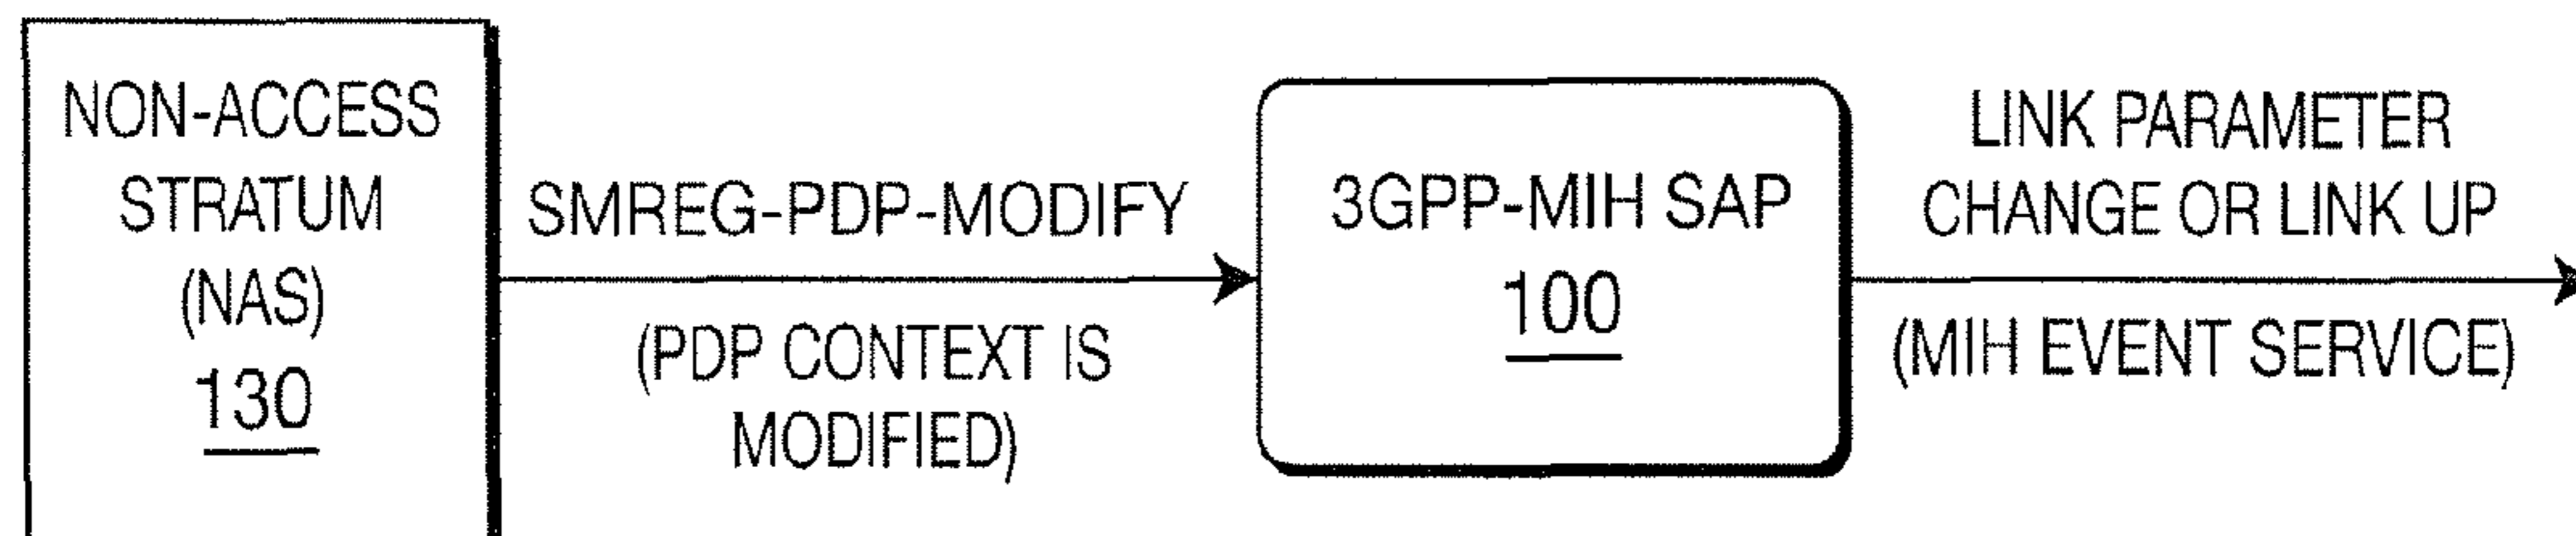 NON-ACCESS
STRATUM
(NAS)
130
SMREG-PDP-MODIFY
(PDP CONTEXT IS
MODIFIED)
3GPP-MIH SAP
100
LINK PARAMETER
CHANGE OR LINK UP
(MIH EVENT SERVICE)